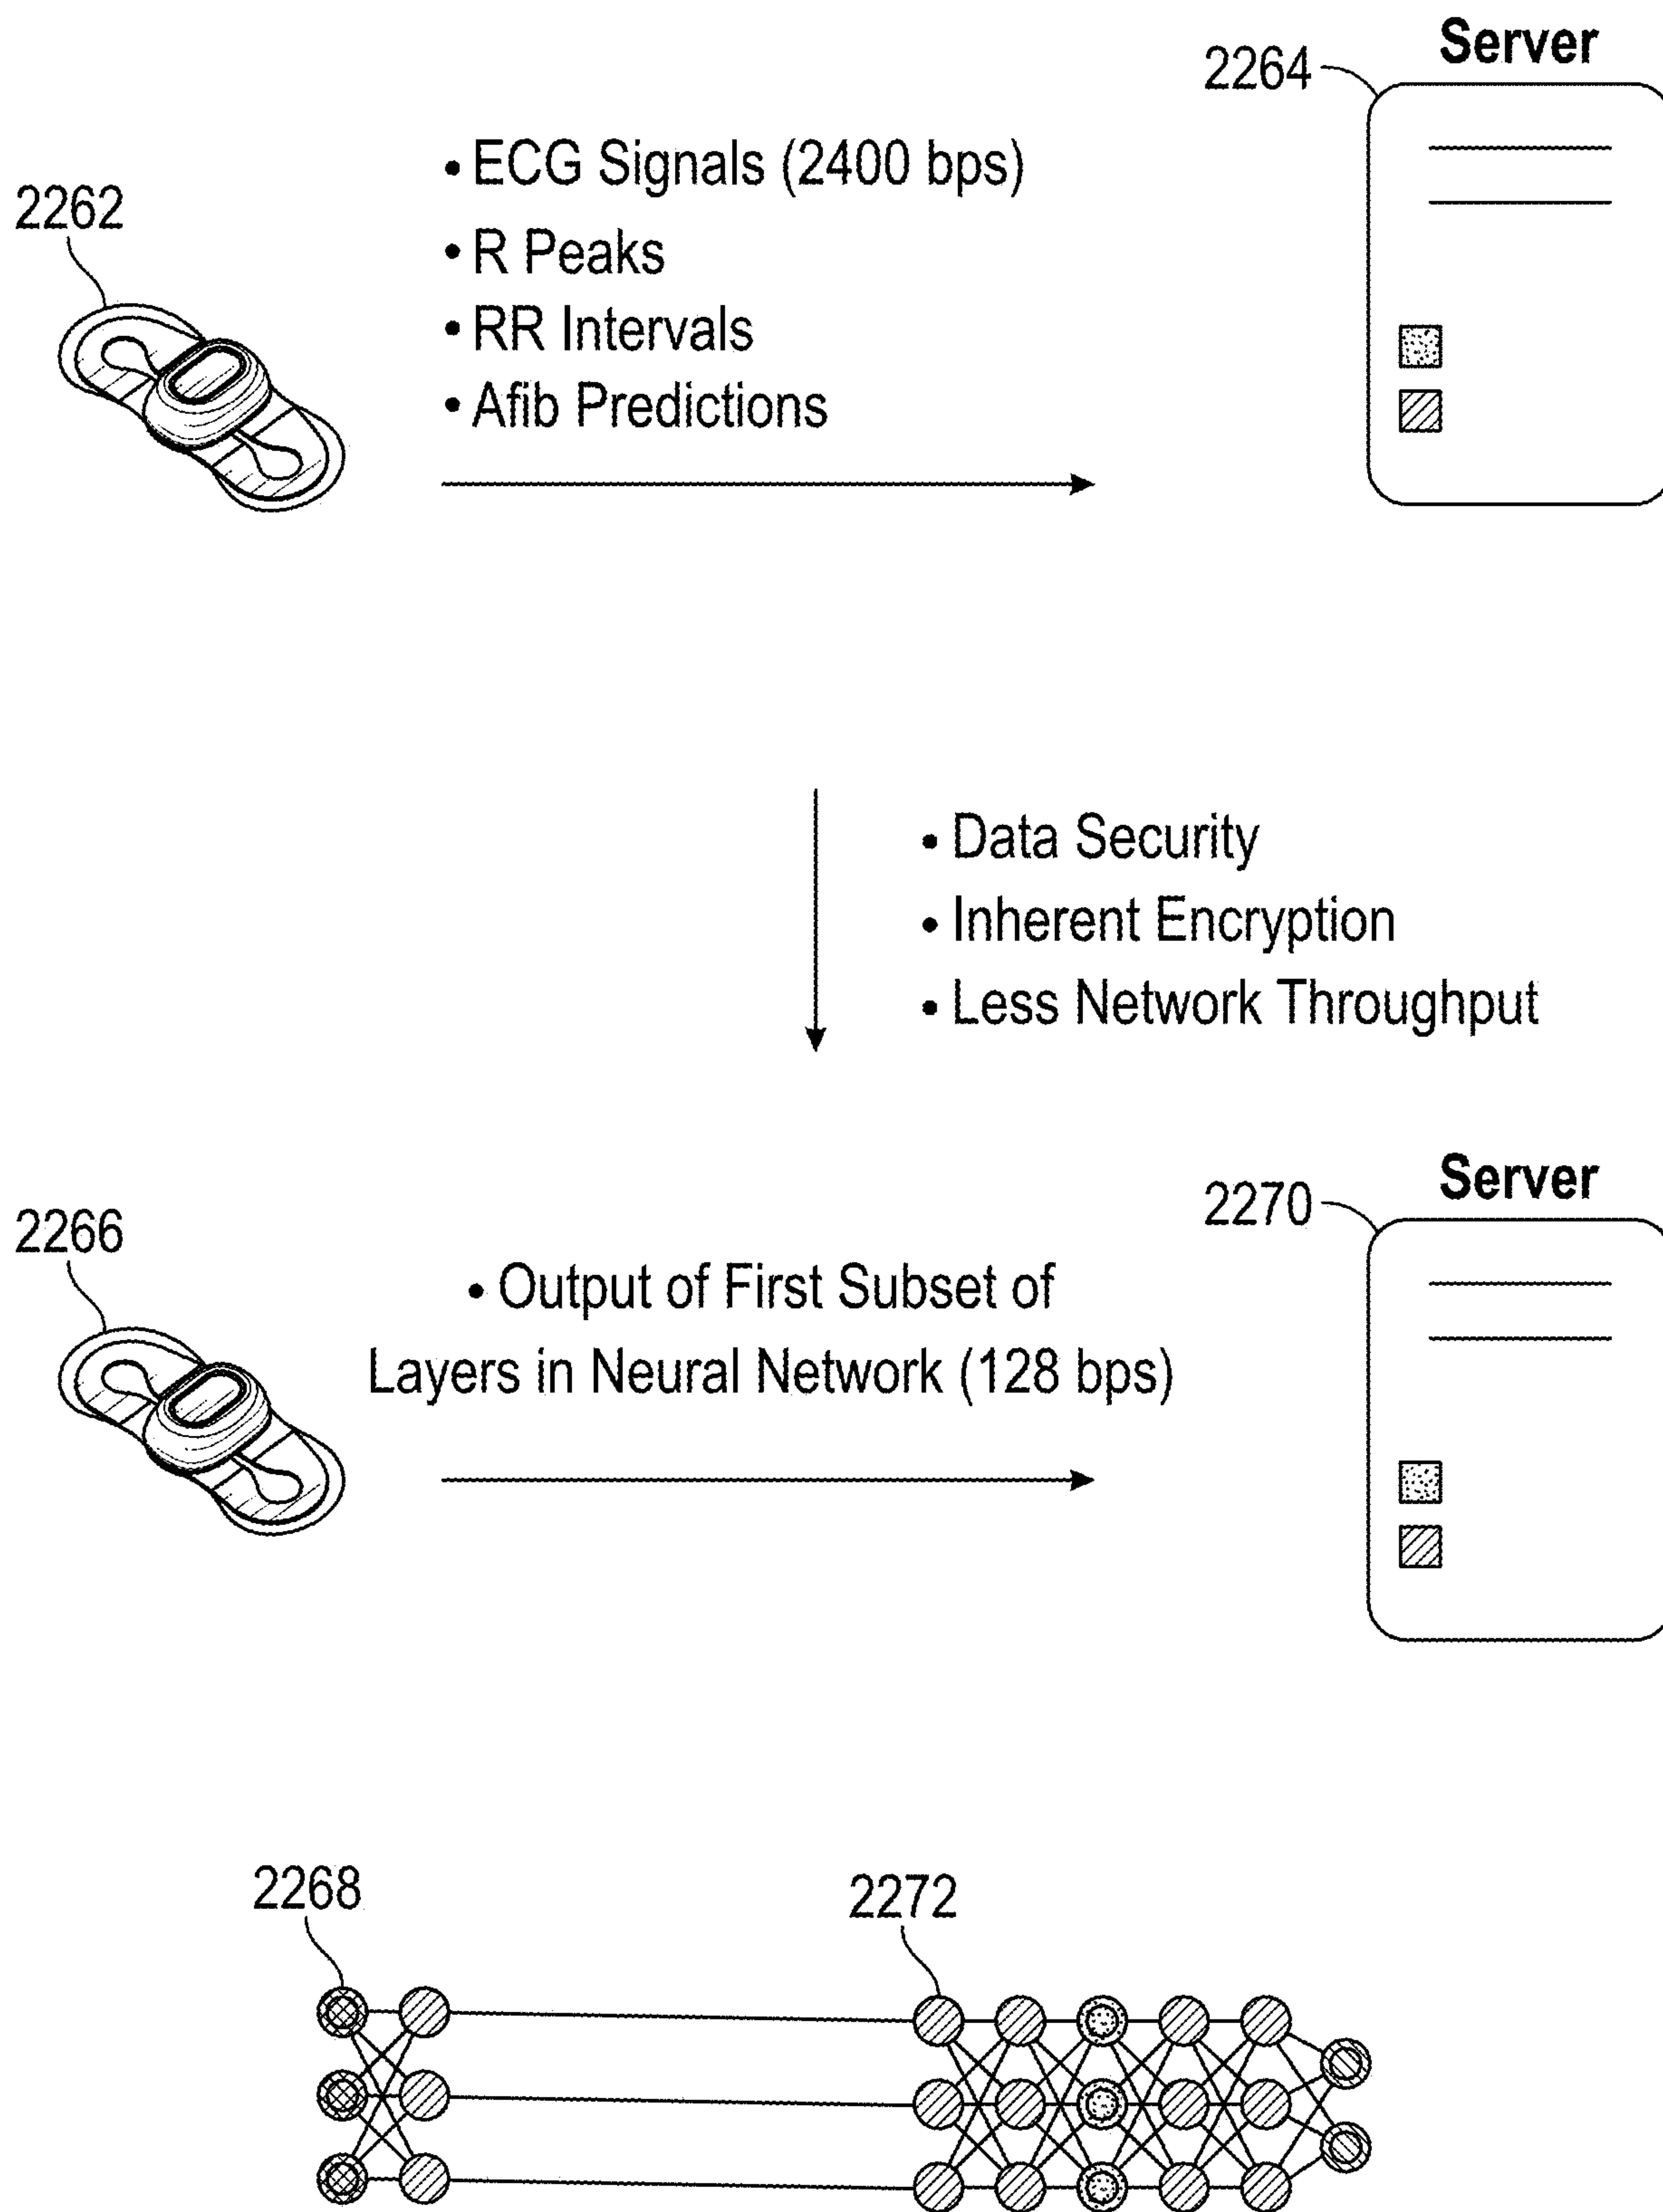 Server
2264
2262
• ECG Signals (2400 bps)
• R Peaks
• RR Intervals
• Afib Predictions
• Data Security
• Inherent Encryption
• Less Network Throughput
Server
2270
2266
• Output of First Subset of
Layers in Neural Network (128 bps)
2268
2272